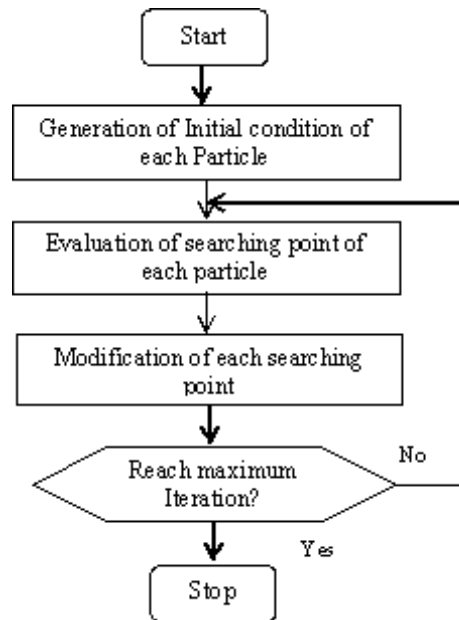 Start
Generation of Initial condition of
each Particle
Evaluation of searching point of
each particle
Modification of each searching
point
Reach maximum
Iteration?
No
Yes
Stop